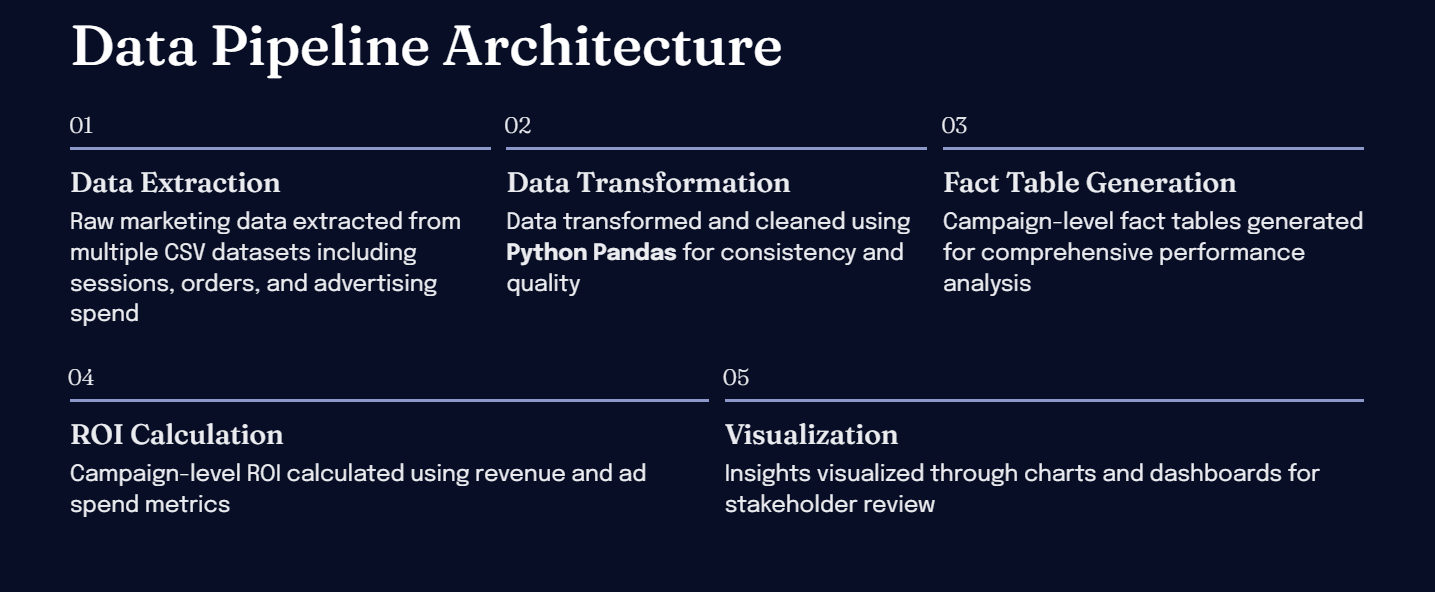 Data Pipeline Architecture
01
Data Extraction
Raw marketing data extracted from
multiple CSV datasets including
sessions, orders, and advertising
spend
02
Data Transformation
Data transformed and cleaned using
Python Pandas for consistency and
quality
03
Fact Table Generation
Campaign-level fact tables generated
for comprehensive performance
analysis
04
ROI Calculation
Campaign-level ROI calculated using revenue and ad
spend metrics
05
Visualization
Insights visualized through charts and dashboards for
stakeholder review